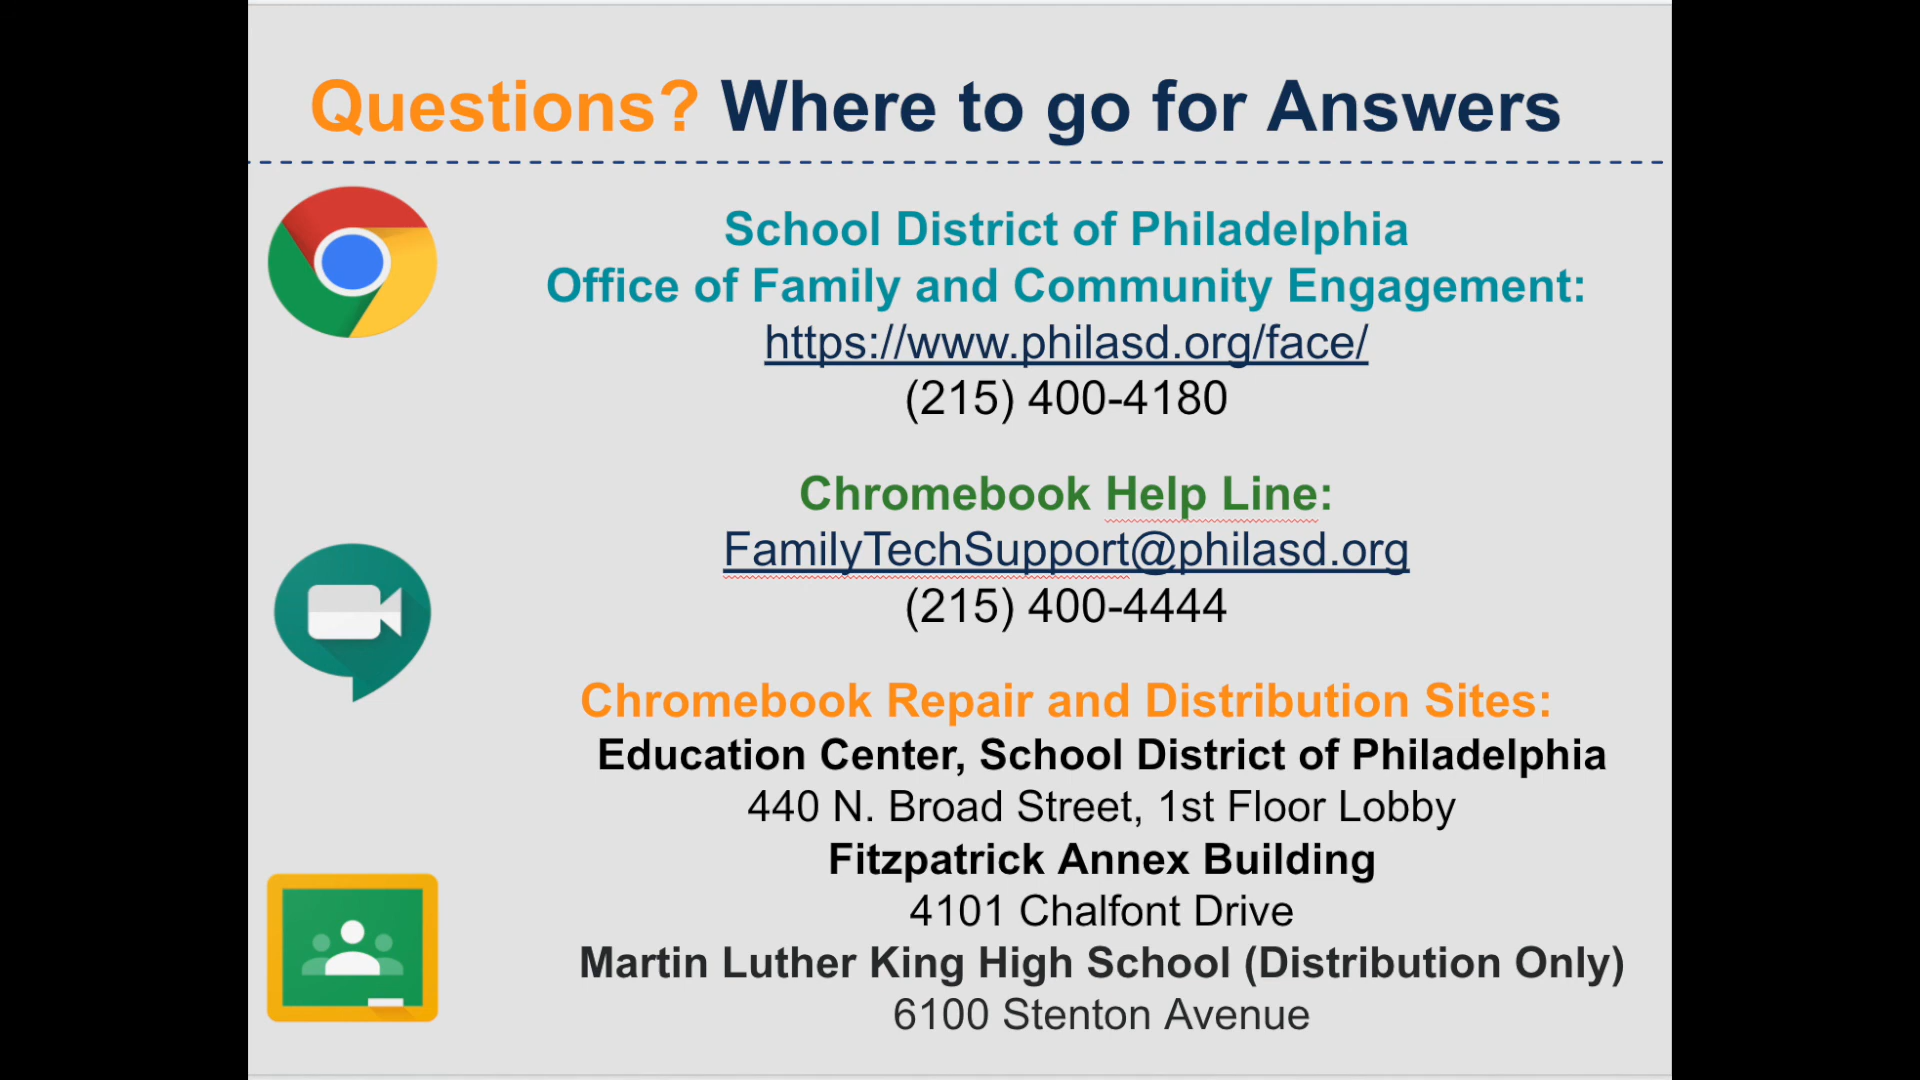 Questions? Where to go for Answers
School District of Philadelphia
Office of Family and Community Engagement:
https://www.philasd.org/face/
(215) 400-4180
Chromebook Help Line:
FamilyTechSupport@philasd.org
(215) 400-4444
Chromebook Repair and Distribution Sites:
Education Center, School District of Philadelphia
440 N. Broad Street, 1st Floor Lobby
Fitzpatrick Annex Building
4101 Chalfont Drive
Martin Luther King High School (Distribution Only)
6100 Stenton Avenue